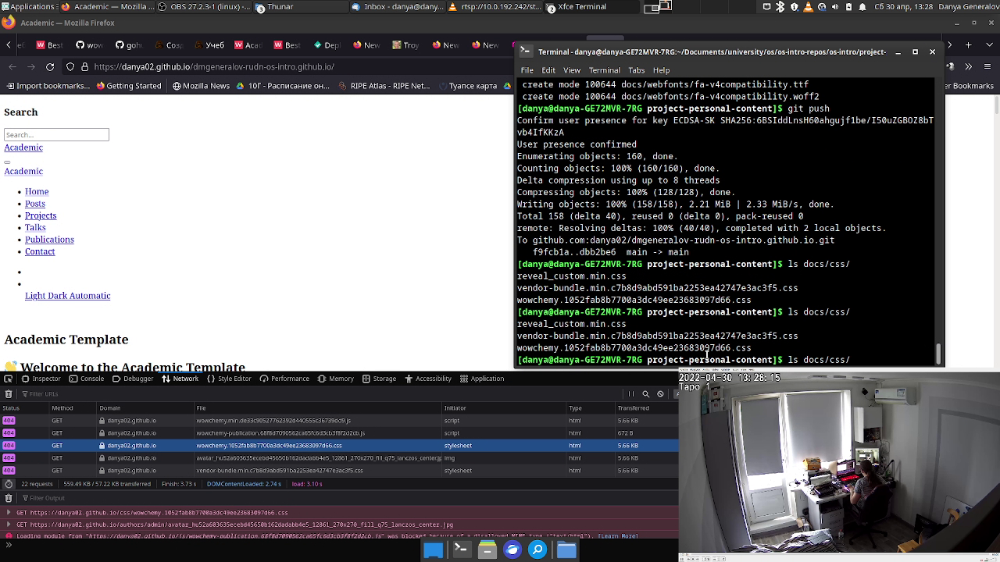 Academic — Mozilla Fi
OBS 27.2.3-1 (linux) -
Thunar
Inbox - danya@dany
rtsp://10.0.192.242/st
Xfce Terminal
Сб 30 апр, 13:28
Danya Generalov
Academic — Mozilla Firefox
Best
wow
goh
Созд
Уче
Acad
Best
Depl
New
Troy
New
New
https://danya02.github.io/dmgeneralov-rudn-os-intro.github.io/
Import bookmarks...
Getting Started
10Г - Расписание от...
RIPE Atlas - RIPE Net...
Туапсе карта
er Bookmarks
Search
Search...
Academic
Academic
Home
Posts
Projects
Talks
Publications
Contact
Light Dark Automatic
Academic Template
Welcome to the Academic Template
Terminal - danya@danya-GE72MVR-7RG:~/Documents/university/os/os-intro-repos/os-intro/project-
File Edit View Terminal Tabs Help
create mode 100644 docs/webfonts/fa-v4compatibility.ttf
create mode 100644 docs/webfonts/fa-v4compatibility.woff2
[danya@danya-GE72MVR-7RG project-personal-content]$ git push
Confirm user presence for key ECDSA-SK SHA256:6BSIddLnsH60ahgujf1be/I50uZGBOZ8bT
vb4IfKKzA
User presence confirmed
Enumerating objects: 160, done.
Counting objects: 100% (160/160), done.
Delta compression using up to 8 threads
Compressing objects: 100% (128/128), done.
Writing objects: 100% (158/158), 2.21 MiB | 2.33 MiB/s, done.
Total 158 (delta 40), reused 0 (delta 0), pack-reused 0
remote: Resolving deltas: 100% (40/40), completed with 2 local objects.
To github.com:danya02/dmgeneralov-rudn-os-intro.github.io.git
f9fcb1a..dbb2be6 main -> main
[danya@danya-GE72MVR-7RG project-personal-content]$ ls docs/css/
reveal_custom.min.css
vendor-bundle.min.c7b8d9abd591ba2253ea42747e3ac3f5.css
wowchemy.1052fab8b7700a3dc49ee23683097d66.css
[danya@danya-GE72MVR-7RG project-personal-content]$ ls docs/css/
reveal_custom.min.css
vendor-bundle.min.c7b8d9abd591ba2253ea42747e3ac3f5.css
wowchemy.1052fab8b7700a3dc49ee23683097d66.css
[danya@danya-GE72MVR-7RG project-personal-content]$ ls docs/css/
Inspector Console Debugger Network Style Editor Performance Memory Storage Accessibility Application
Filter URLs
Status Method Domain File Initiator Type Transferred
404 GET danya02.github.io wowchemy.min.de33c90527762392d440555c36739dd9.js script html 5.66 KB
404 GET danya02.github.io wowchemy-publication.68f8d7090562ca65fc6d3cb3f8f2d2cb.js script html 672 B
404 GET danya02.github.io wowchemy.1052fab8b7700a3dc49ee23683097d66.css stylesheet html 5.66 KB
404 GET danya02.github.io avatar_hu52a603635ecebd45650b162dadabb4e5_12861_270x270_fill_q75_lanczos_center.jp img html 5.66 KB
404 GET danya02.github.io vendor-bundle.min.c7b8d9abd591ba2253ea42747e3ac3f5.css stylesheet html 5.66 KB
22 requests 559.49 KB / 57.22 KB transferred Finish: 3.73 s DOMContentLoaded: 2.74 s load: 3.10 s
Filter Output
GET https://danya02.github.io/css/wowchemy.1052fab8b7700a3dc49ee23683097d66.css
GET https://danya02.github.io/authors/admin/avatar_hu52a603635ecebd45650b162dadabb4e5_12861_270x270_fill_q75_lanczos_center.jpg
Loading module from "https://danya02.github.io/js/wowchemy-publication.68f8d7090562ca65fc6d3cb3f8f2d2cb.js" was blocked because of a disallowed MIME type [Learn More]
2022-04-30 13:28:15
Tapo 1